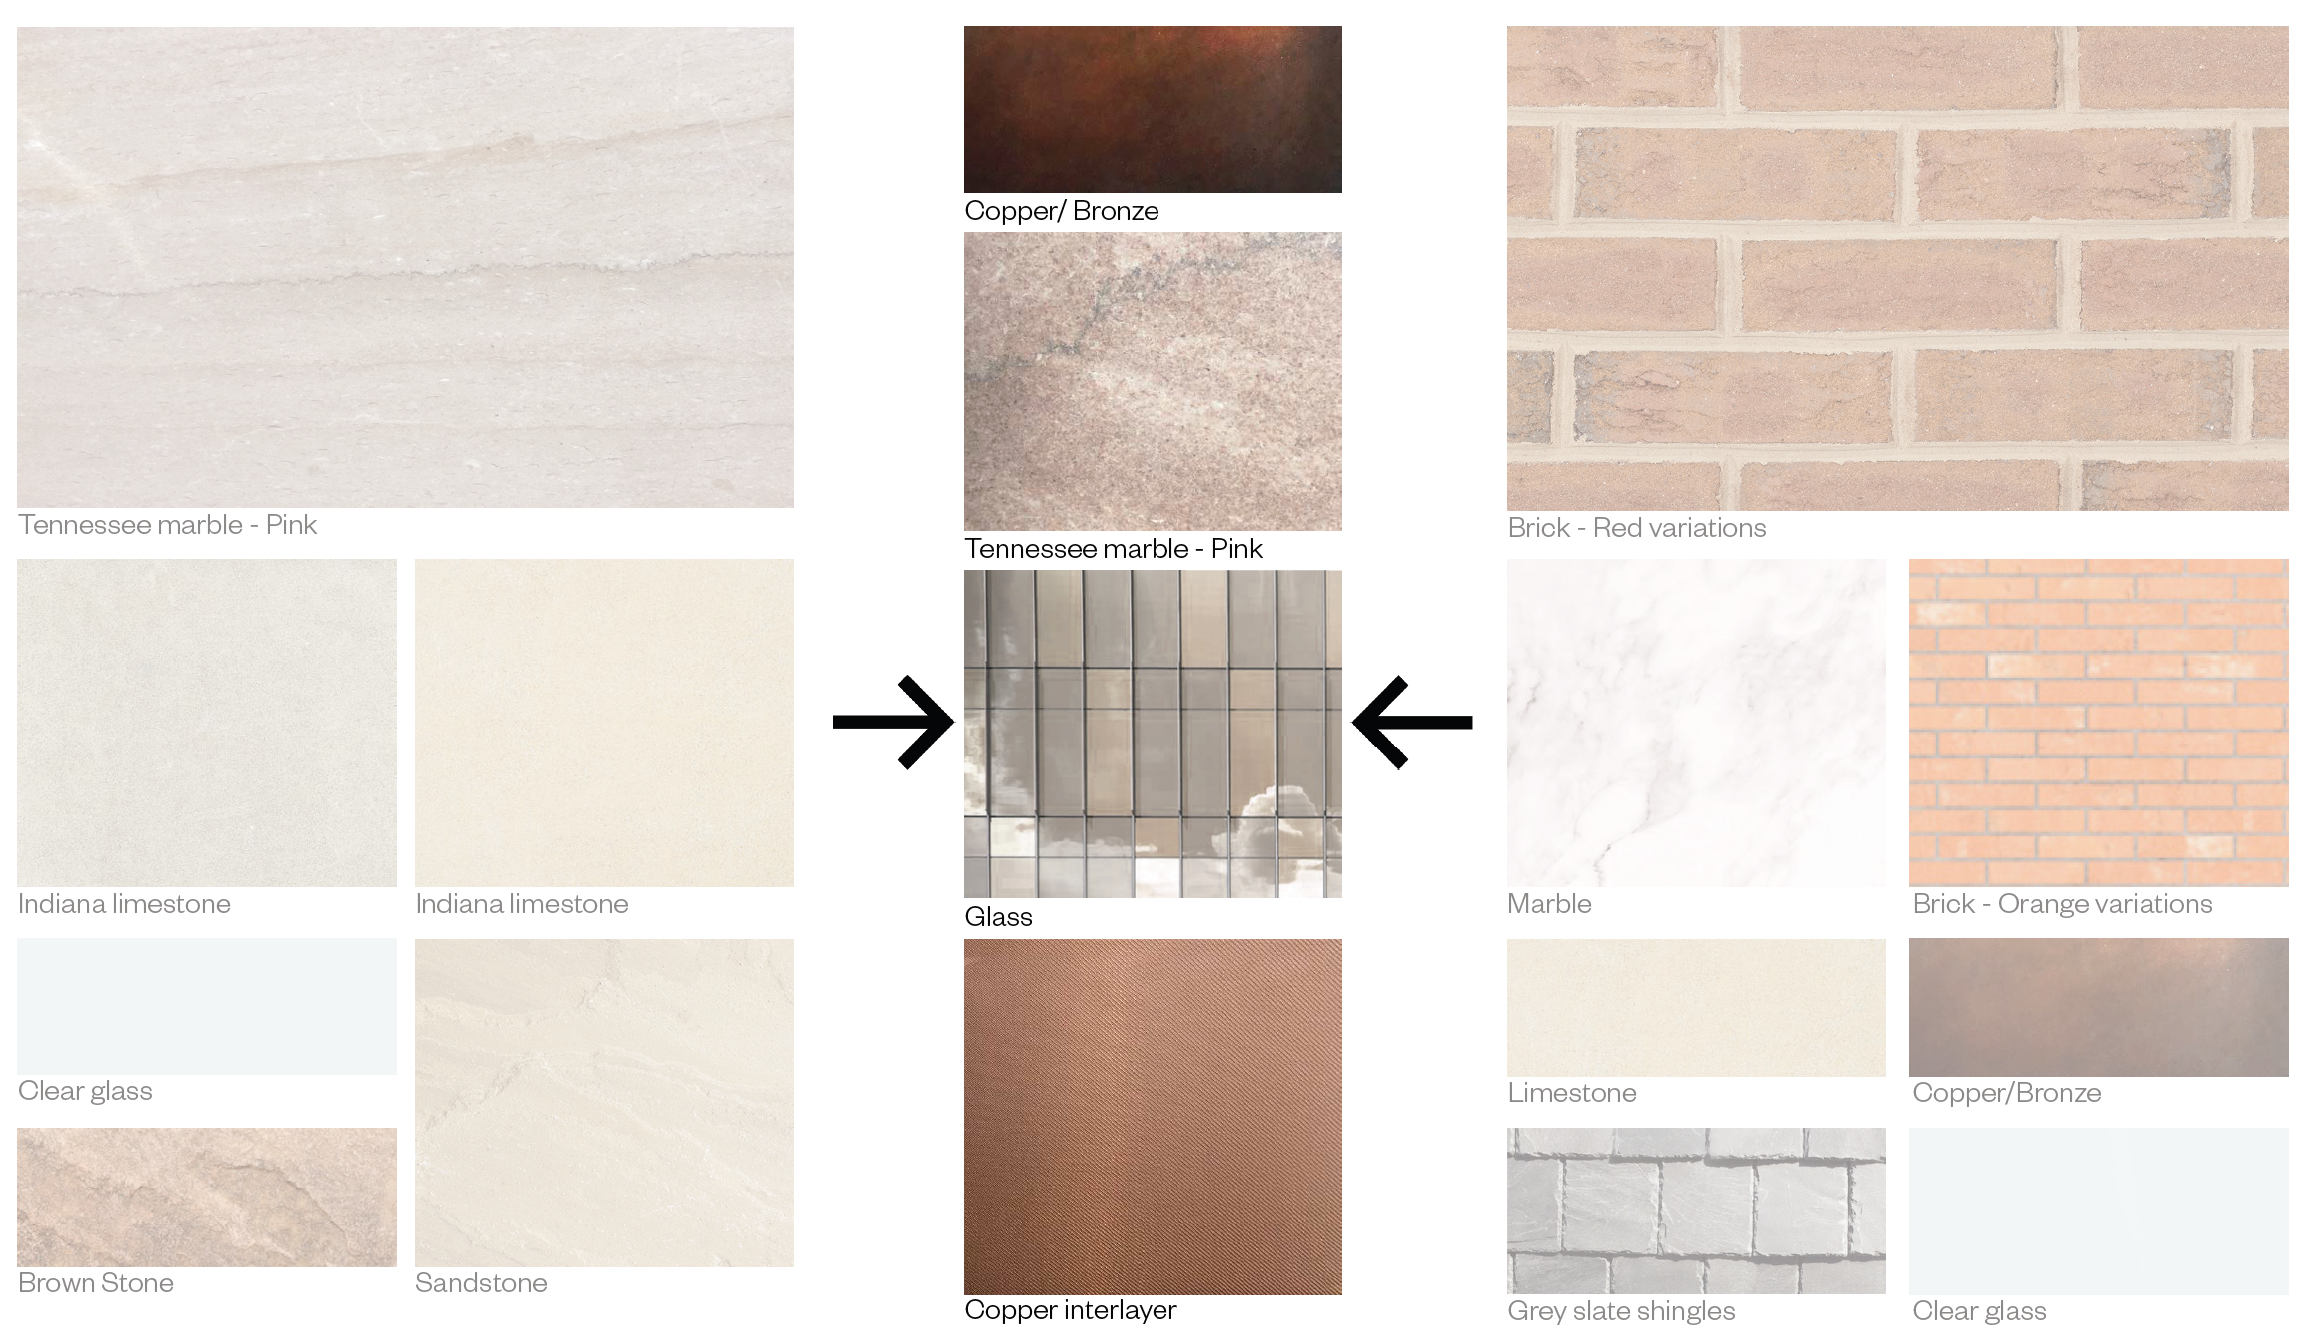 Tennessee marble - Pink
Indiana limestone
Indiana limestone
Clear glass
Brown Stone
Sandstone
Copper/ Bronze
Tennessee marble - Pink
Glass
Copper interlayer
Brick - Red variations
Marble
Brick - Orange variations
Limestone
Copper/Bronze
Grey slate shingles
Clear glass